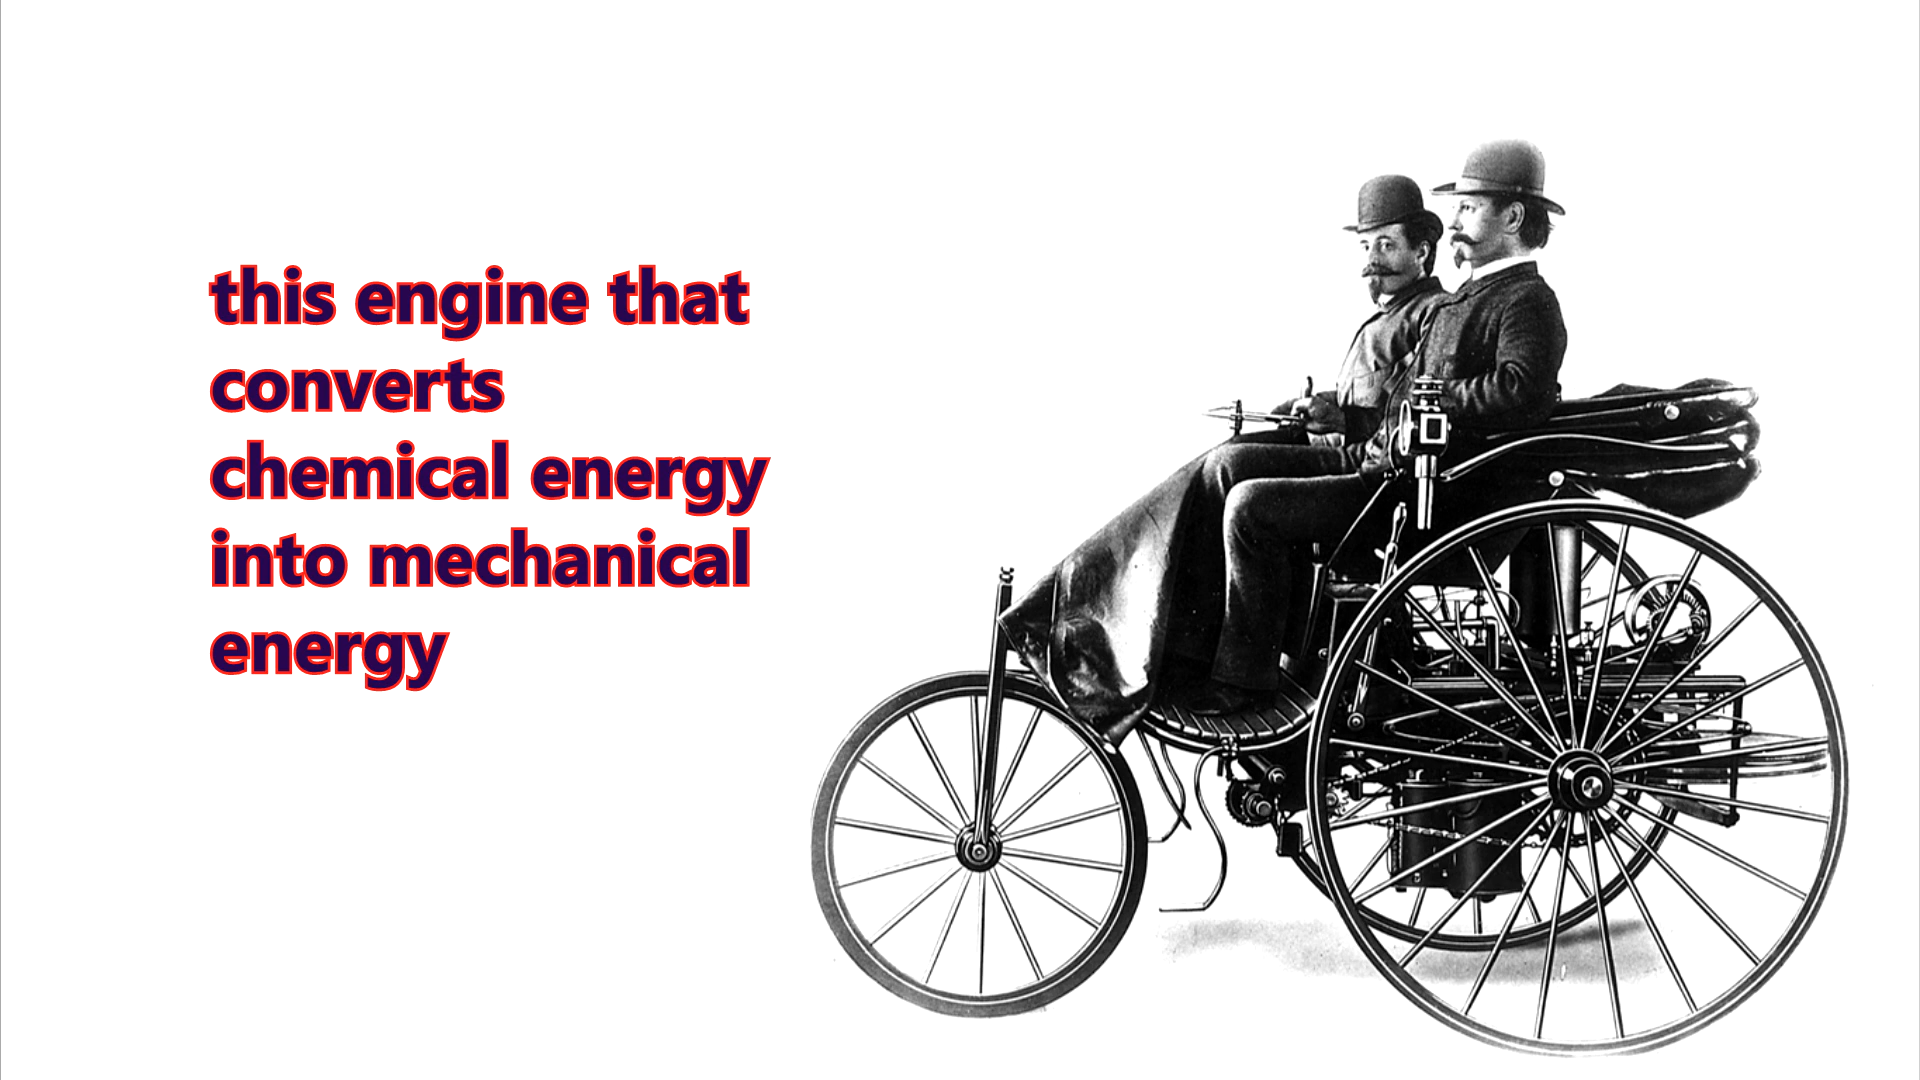 this engine that
converts
chemical energy
into mechanical
energy